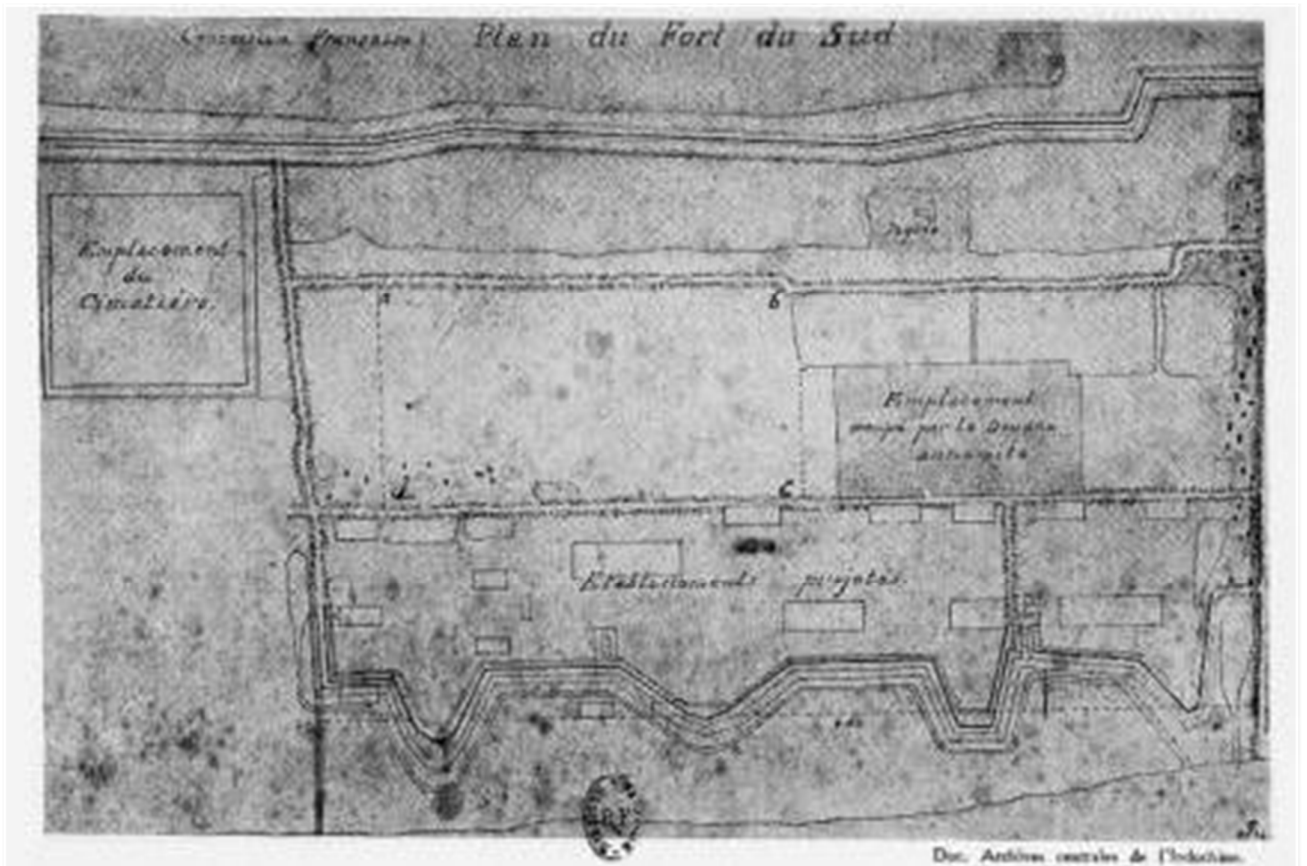 Concession française. Plan du Fort du Sud
Emplacement
du
Cimetière.
Pagode
a
b
Emplacement
occupé par la Douane
annamite
d
c
Etablissements projetés.
Doc. Archives centrales de l'Indochine